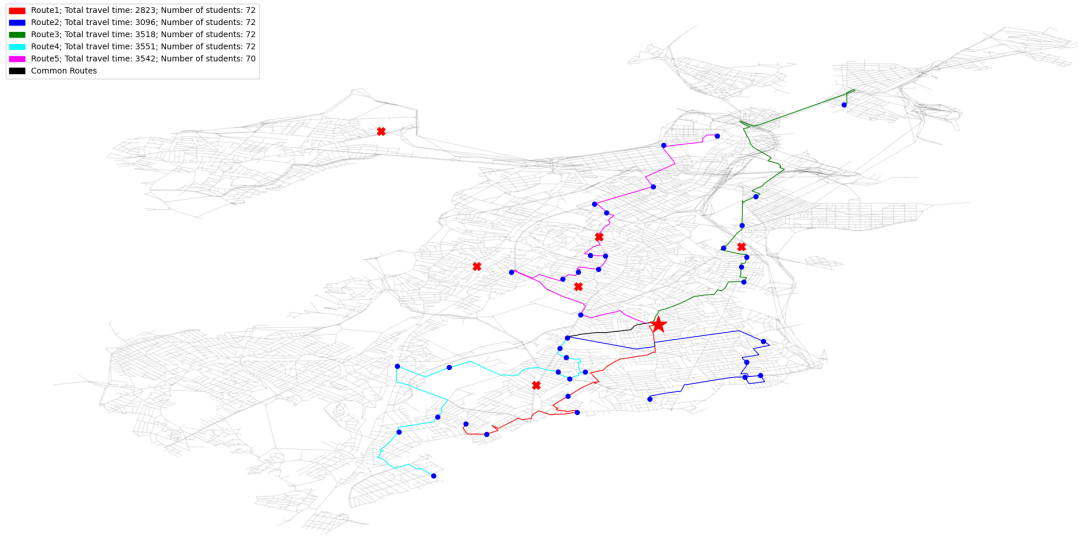 Route1; Total travel time: 2823; Number of students: 72
Route2; Total travel time: 3096; Number of students: 72
Route3; Total travel time: 3518; Number of students: 72
Route4; Total travel time: 3551; Number of students: 72
Route5; Total travel time: 3542; Number of students: 70
Common Routes